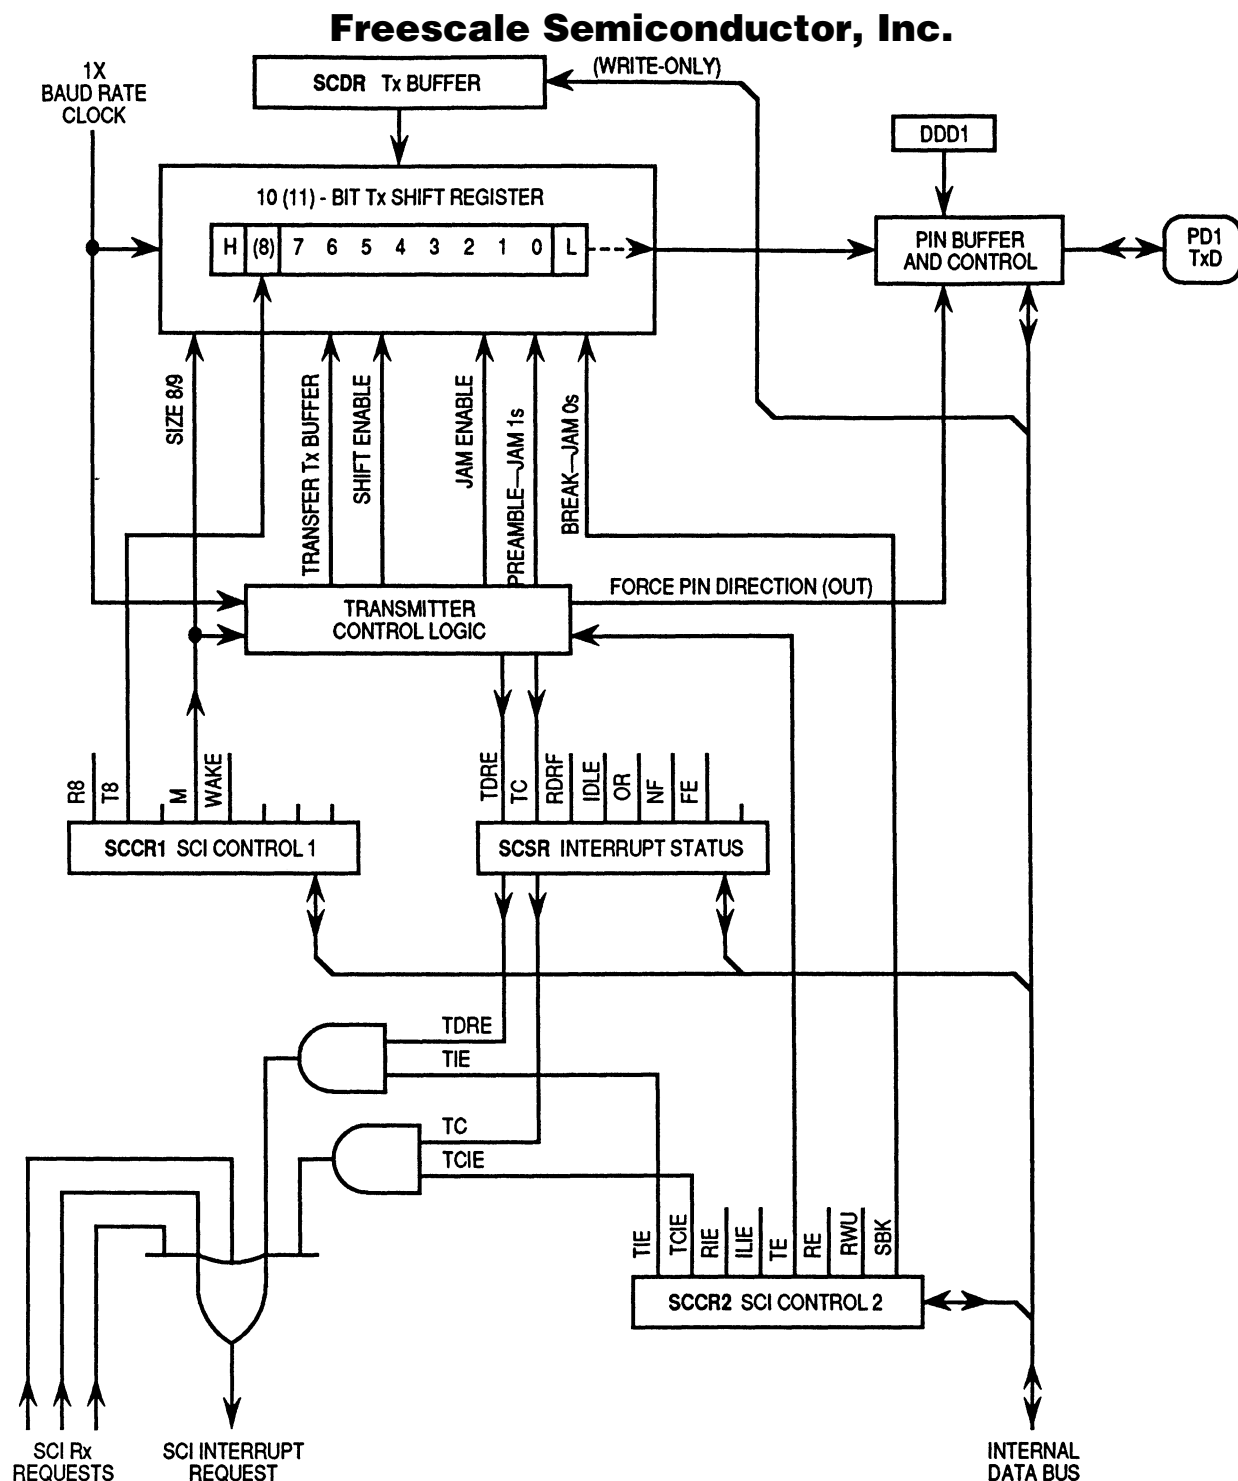 Freescale Semiconductor, Inc.
1X
BAUD RATE
CLOCK
SCDR Tx BUFFER
(WRITE-ONLY)
DDD1
10 (11) - BIT Tx SHIFT REGISTER
H (8) 7 6 5 4 3 2 1 0 L
PIN BUFFER
AND CONTROL
PD1
TxD
SIZE 8/9
TRANSFER Tx BUFFER
SHIFT ENABLE
JAM ENABLE
PREAMBLE—JAM 1s
BREAK—JAM 0s
FORCE PIN DIRECTION (OUT)
TRANSMITTER
CONTROL LOGIC
R8
T8
M
WAKE
TDRE
TC
RDRF
IDLE
OR
NF
FE
SCCR1 SCI CONTROL 1
SCSR INTERRUPT STATUS
TDRE
TIE
TC
TCIE
TIE
TCIE
RIE
ILIE
TE
RE
RWU
SBK
SCCR2 SCI CONTROL 2
SCI Rx
REQUESTS
SCI INTERRUPT
REQUEST
INTERNAL
DATA BUS